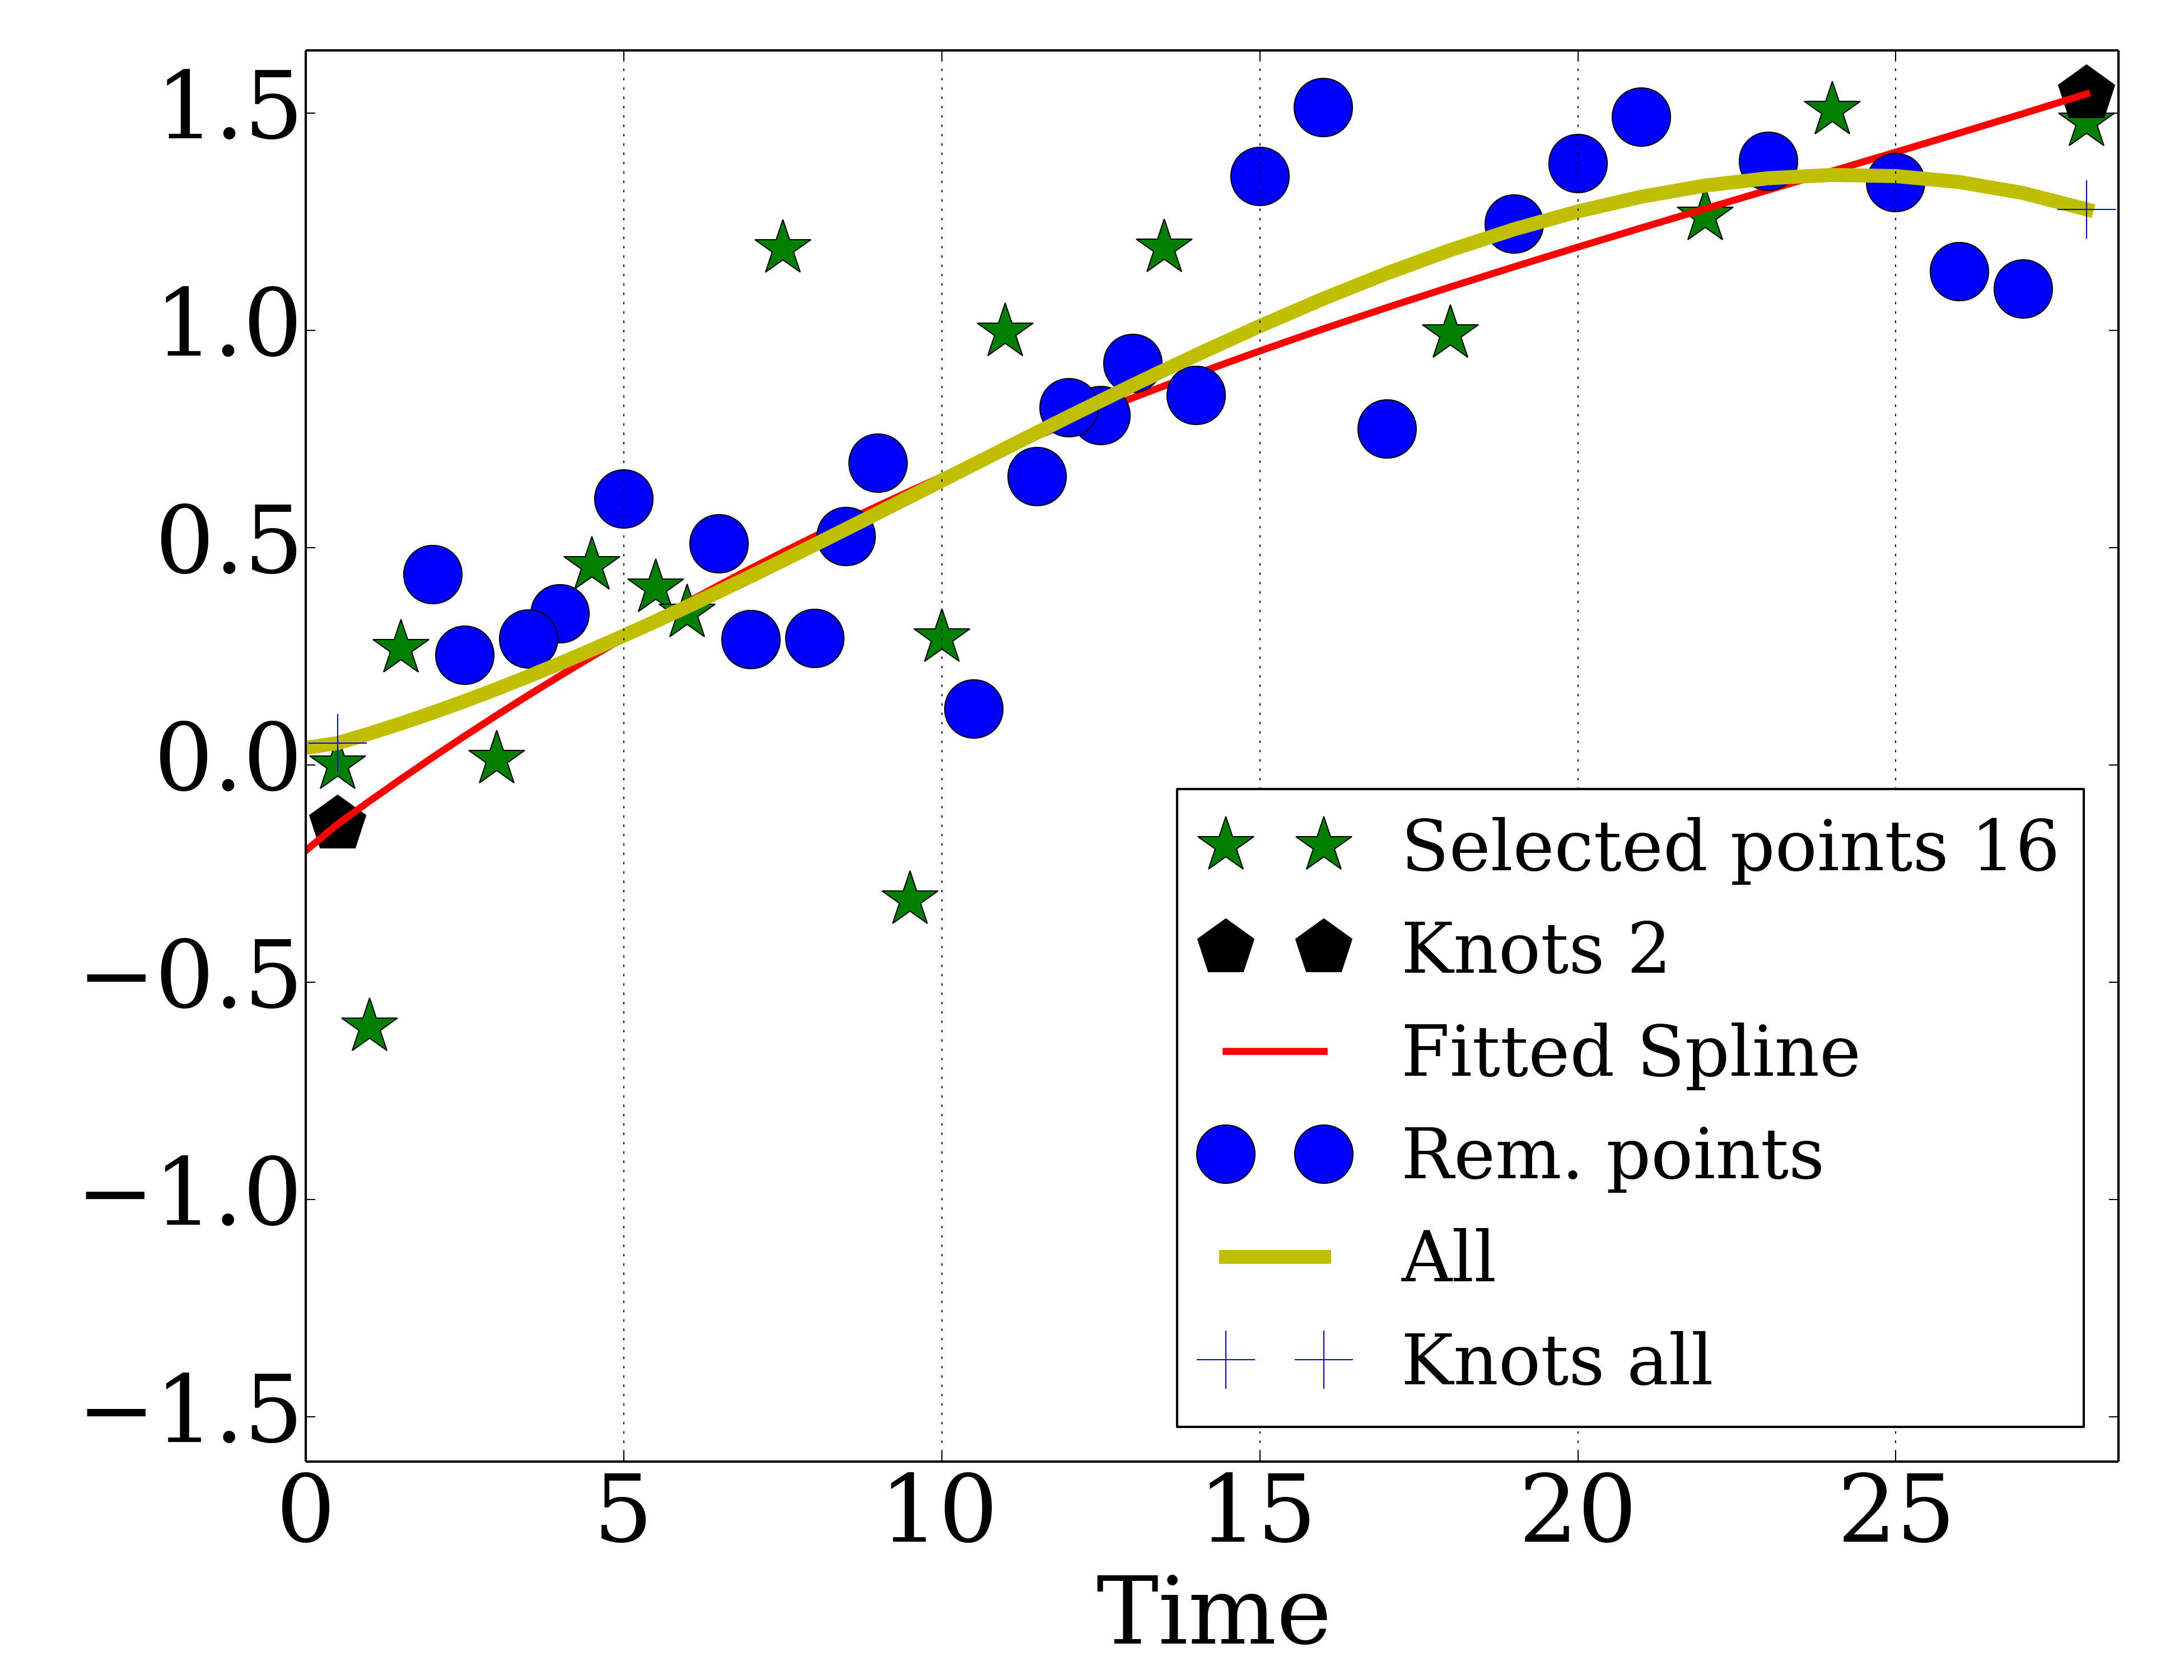 1.5
1.0
0.5
0.0
−0.5
−1.0
−1.5
Selected points 16
Knots 2
Fitted Spline
Rem. points
All
Knots all
0 5 10 15 20 25
Time